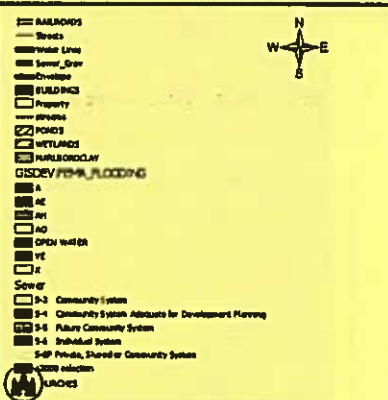 N
W E
S
RAILROADS
Streets
Water Lines
Sewer_Grav
Envelope
BUILDINGS
Property
streams
PONDS
WETLANDS
MARLBOROCLAY
GISDEV FEMA_FLOODING
A
AE
AH
AO
OPEN WATER
VE
X
Sewer
S-3 Community System
S-4 Community System Adequate for Development Planning
S-5 Future Community System
S-6 Individual System
S-6P Private, Shared or Community System
selection